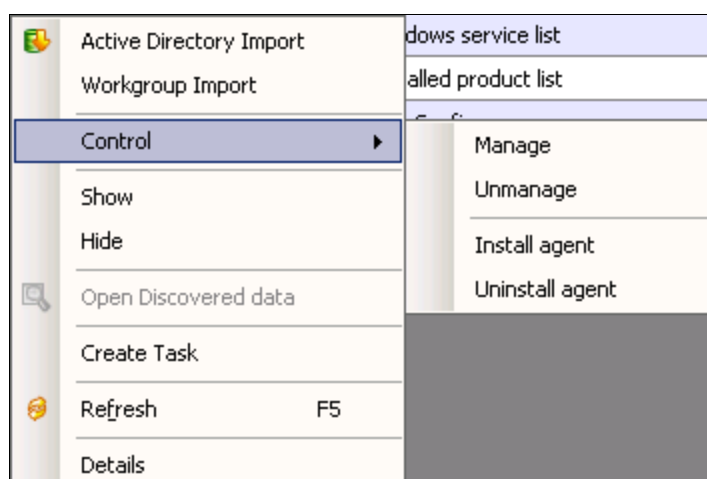 Active Directory Import
dows service list
Workgroup Import
alled product list
Control
Manage
Show
Unmanage
Hide
Install agent
Open Discovered data
Uninstall agent
Create Task
Refresh F5
Details